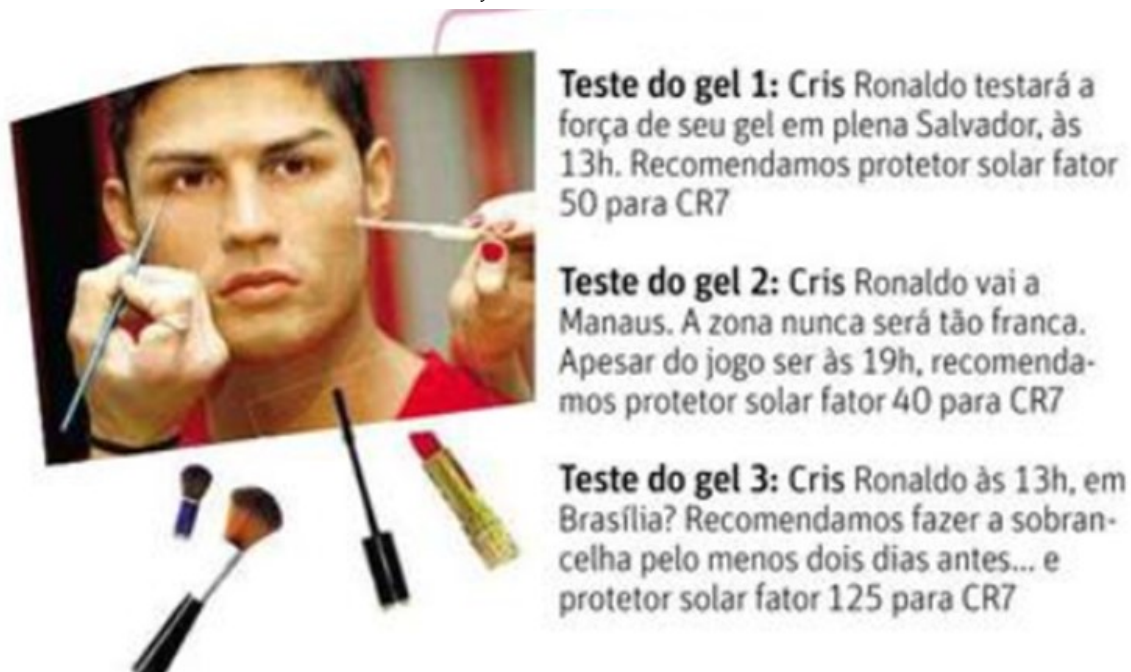 Teste do gel 1: Cris Ronaldo testará a
força de seu gel em plena Salvador, às
13h. Recomendamos protetor solar fator
50 para CR7
Teste do gel 2: Cris Ronaldo vai a
Manaus. A zona nunca será tão franca.
Apesar do jogo ser às 19h, recomenda-
mos protetor solar fator 40 para CR7
Teste do gel 3: Cris Ronaldo às 13h, em
Brasília? Recomendamos fazer a sobran-
celha pelo menos dois dias antes... e
protetor solar fator 125 para CR7